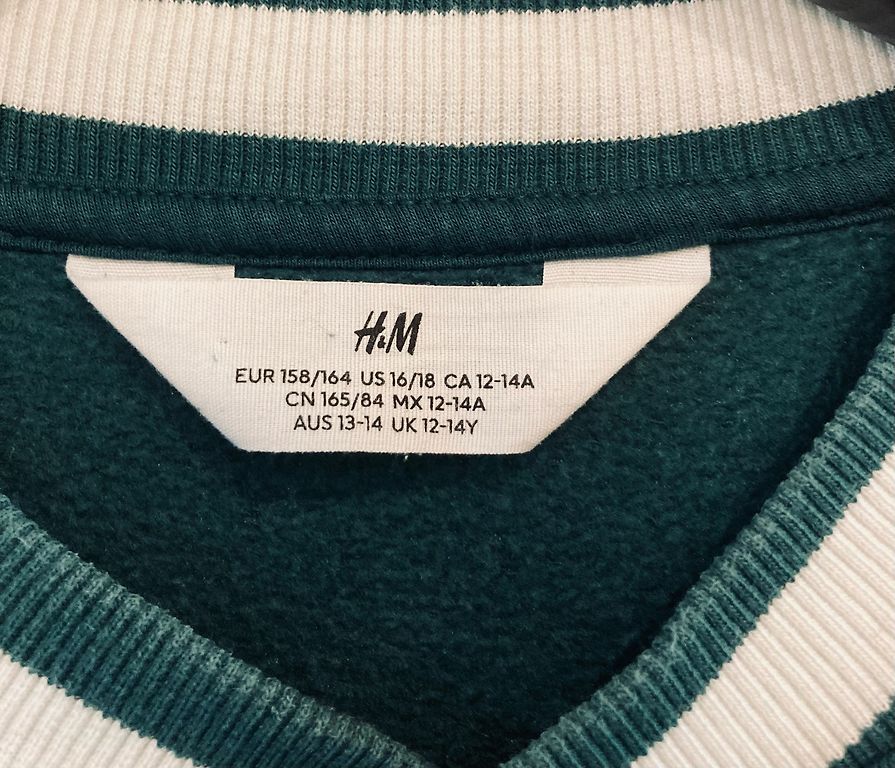 H&M
EUR 158/164 US 16/18 CA 12-14A
CN 165/84 MX 12-14A
AUS 13-14 UK 12-14Y